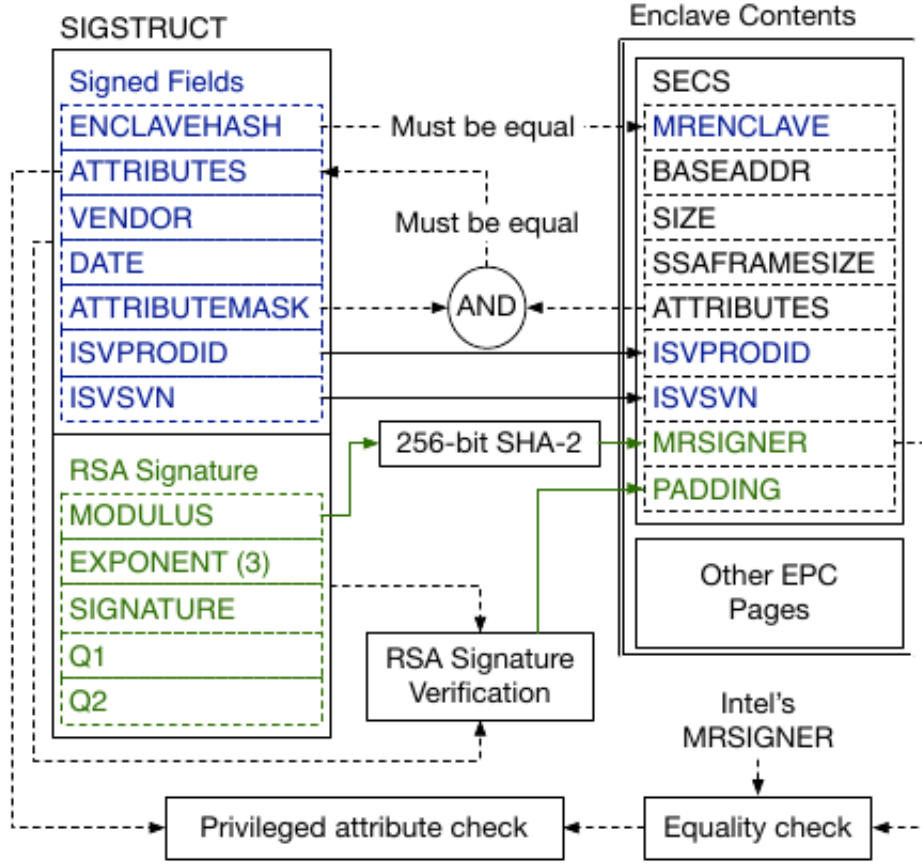 SIGSTRUCT
Signed Fields
ENCLAVEHASH
ATTRIBUTES
VENDOR
DATE
ATTRIBUTEMASK
ISVPRODID
ISVSVN
RSA Signature
MODULUS
EXPONENT (3)
SIGNATURE
Q1
Q2
Must be equal
Must be equal
AND
256-bit SHA-2
RSA Signature
Verification
Enclave Contents
SECS
MRENCLAVE
BASEADDR
SIZE
SSAFRAMESIZE
ATTRIBUTES
ISVPRODID
ISVSVN
MRSIGNER
PADDING
Other EPC
Pages
Intel's
MRSIGNER
Privileged attribute check
Equality check